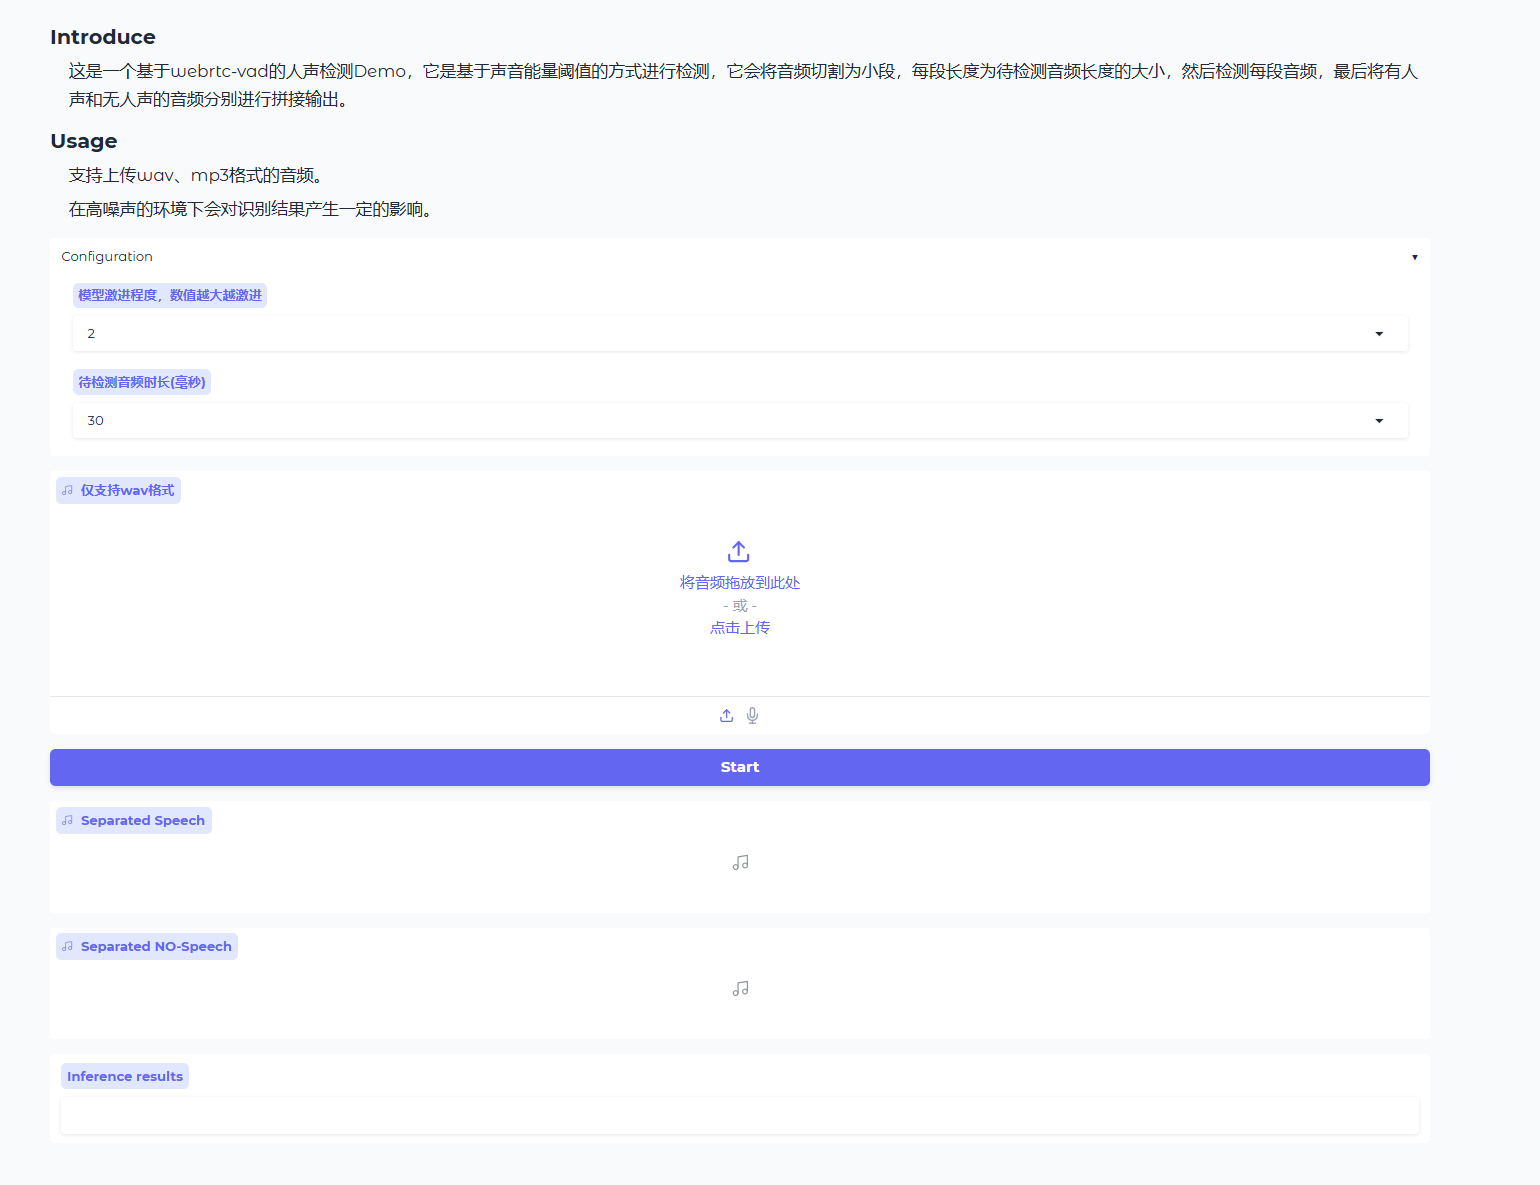 Introduce
这是一个基于webrtc-vad的人声检测Demo，它是基于声音能量阈值的方式进行检测，它会将音频切割为小段，每段长度为待检测音频长度的大小，然后检测每段音频，最后将有人
声和无人声的音频分别进行拼接输出。
Usage
支持上传wav、mp3格式的音频。
在高噪声的环境下会对识别结果产生一定的影响。
Configuration
模型激进程度，数值越大越激进
2
待检测音频时长(毫秒)
30
仅支持wav格式
将音频拖放到此处
- 或 -
点击上传
Start
Separated Speech
Separated NO-Speech
Inference results